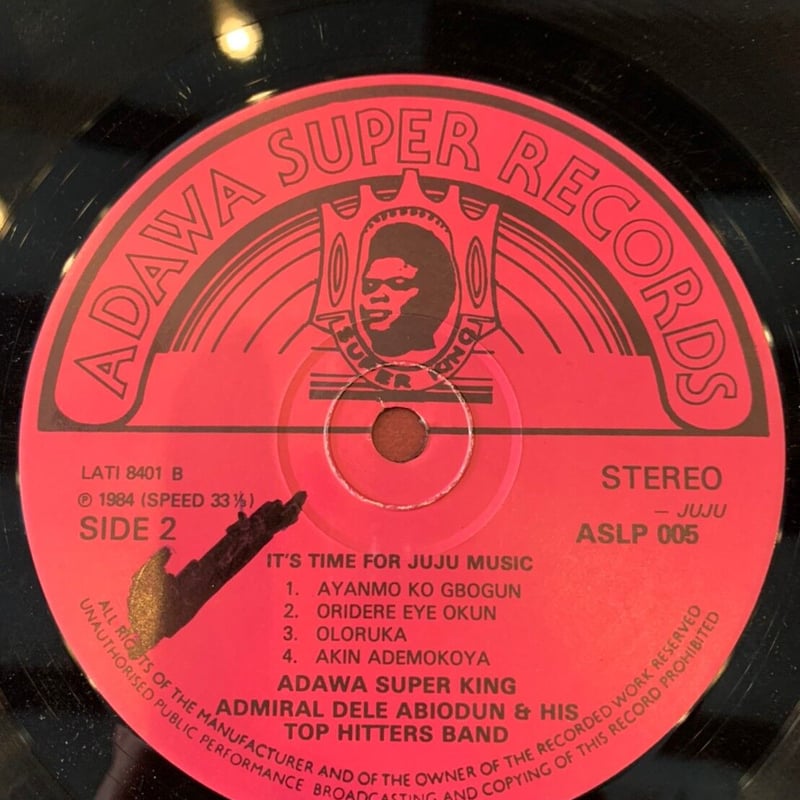 ADAWA SUPER RECORDS
SUPER KING
LATI 8401 B
℗ 1984 (SPEED 33⅓)
SIDE 2
STEREO
– JUJU
ASLP 005
IT'S TIME FOR JUJU MUSIC
1. AYANMO KO GBOGUN
2. ORIDERE EYE OKUN
3. OLORUKA
4. AKIN ADEMOKOYA
ADAWA SUPER KING
ADMIRAL DELE ABIODUN & HIS
TOP HITTERS BAND
ALL RIGHTS OF THE MANUFACTURER AND OF THE OWNER OF THE RECORDED WORK RESERVED
UNAUTHORISED PUBLIC PERFORMANCE BROADCASTING AND COPYING OF THIS RECORD PROHIBITED